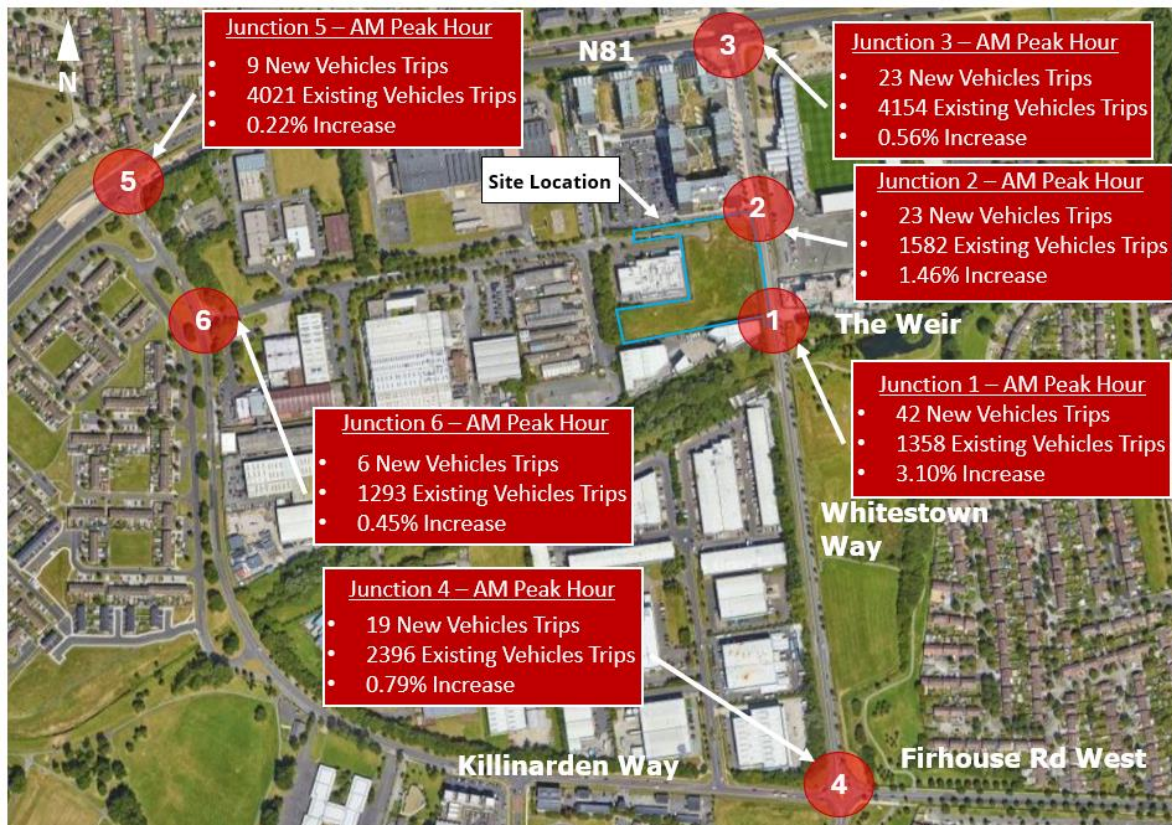 Junction 5 – AM Peak Hour
• 9 New Vehicles Trips
• 4021 Existing Vehicles Trips
• 0.22% Increase
N
N81
3
Junction 3 – AM Peak Hour
• 23 New Vehicles Trips
• 4154 Existing Vehicles Trips
• 0.56% Increase
5
Site Location
2
Junction 2 – AM Peak Hour
• 23 New Vehicles Trips
• 1582 Existing Vehicles Trips
• 1.46% Increase
6
1
The Weir
Junction 1 – AM Peak Hour
• 42 New Vehicles Trips
• 1358 Existing Vehicles Trips
• 3.10% Increase
Junction 6 – AM Peak Hour
• 6 New Vehicles Trips
• 1293 Existing Vehicles Trips
• 0.45% Increase
Whitestown
Way
Junction 4 – AM Peak Hour
• 19 New Vehicles Trips
• 2396 Existing Vehicles Trips
• 0.79% Increase
Killinarden Way
4
Firhouse Rd West